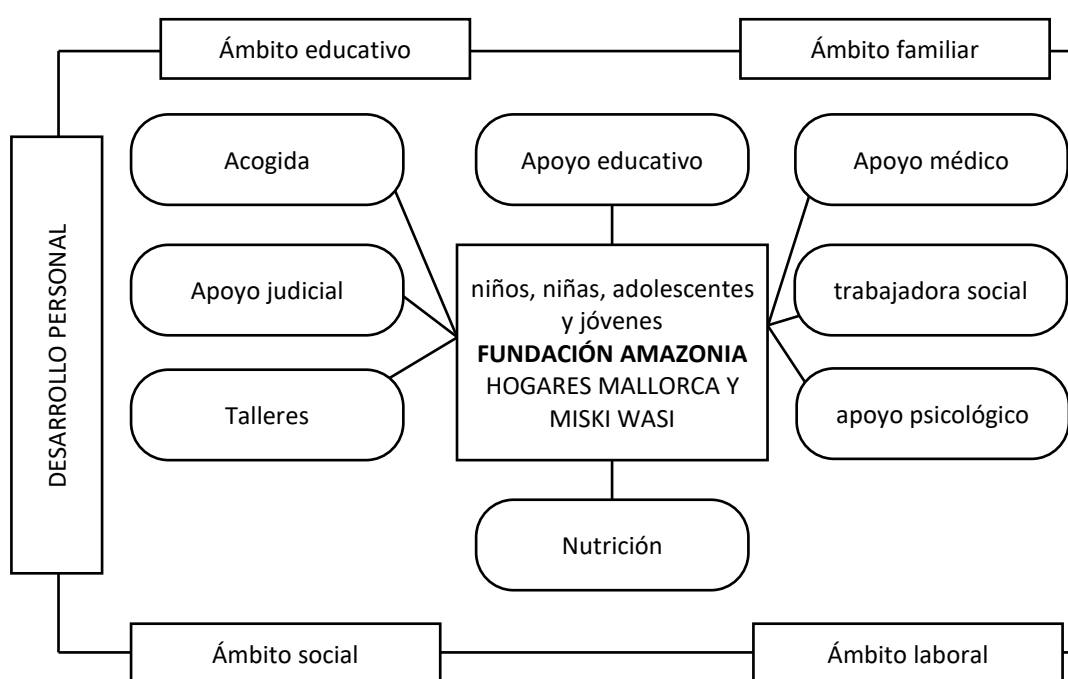 Ámbito educativo
Ámbito familiar
DESARROLLO PERSONAL
Acogida
Apoyo educativo
Apoyo médico
Apoyo judicial
niños, niñas, adolescentes
y jóvenes
FUNDACIÓN AMAZONIA
HOGARES MALLORCA Y
MISKI WASI
trabajadora social
Talleres
apoyo psicológico
Nutrición
Ámbito social
Ámbito laboral